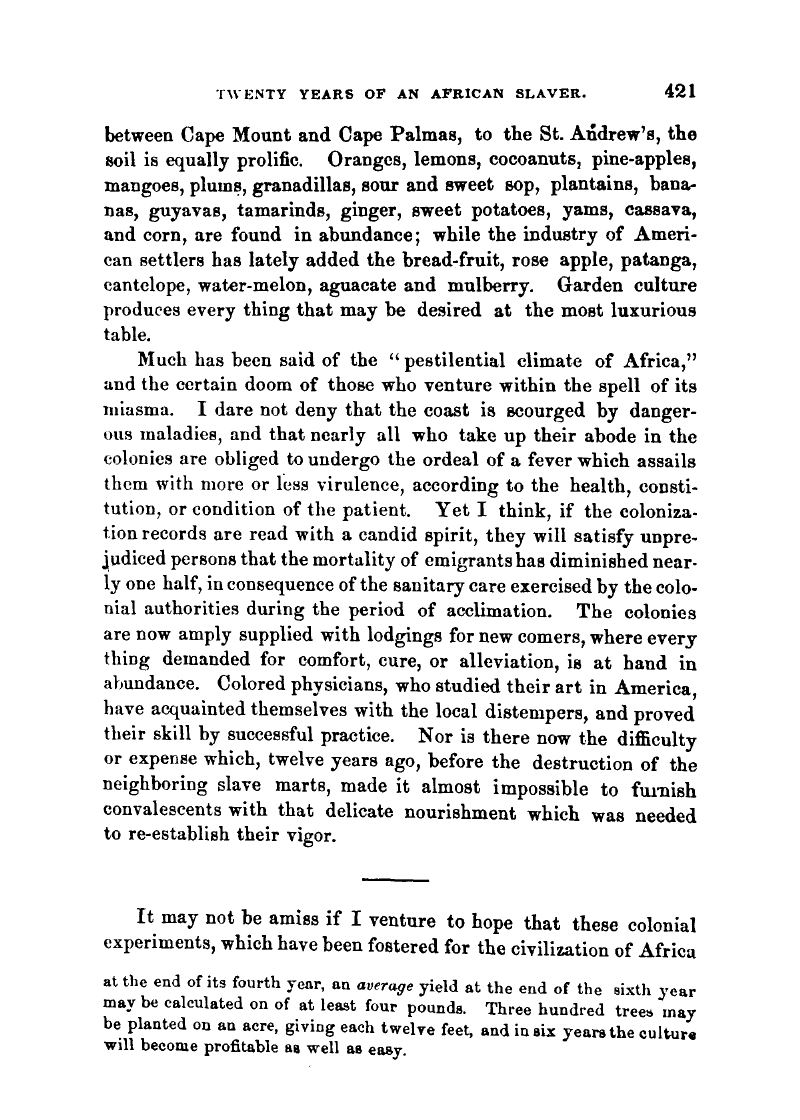 TWENTY YEARS OF AN AFRICAN SLAVER. 421
between Cape Mount and Cape Palmas, to the St. Andrew's, the
soil is equally prolific. Oranges, lemons, cocoanuts, pine-apples,
mangoes, plums, granadillas, sour and sweet sop, plantains, bana-
nas, guyavas, tamarinds, ginger, sweet potatoes, yams, cassava,
and corn, are found in abundance; while the industry of Ameri-
can settlers has lately added the bread-fruit, rose apple, patanga,
cantelope, water-melon, aguacate and mulberry. Garden culture
produces every thing that may be desired at the most luxurious
table.
Much has been said of the "pestilential climate of Africa,"
and the certain doom of those who venture within the spell of its
miasma. I dare not deny that the coast is scourged by danger-
ous maladies, and that nearly all who take up their abode in the
colonies are obliged to undergo the ordeal of a fever which assails
them with more or less virulence, according to the health, consti-
tution, or condition of the patient. Yet I think, if the coloniza-
tion records are read with a candid spirit, they will satisfy unpre-
judiced persons that the mortality of emigrants has diminished near-
ly one half, in consequence of the sanitary care exercised by the colo-
nial authorities during the period of acclimation. The colonies
are now amply supplied with lodgings for new comers, where every
thing demanded for comfort, cure, or alleviation, is at hand in
abundance. Colored physicians, who studied their art in America,
have acquainted themselves with the local distempers, and proved
their skill by successful practice. Nor is there now the difficulty
or expense which, twelve years ago, before the destruction of the
neighboring slave marts, made it almost impossible to furnish
convalescents with that delicate nourishment which was needed
to re-establish their vigor.
It may not be amiss if I venture to hope that these colonial
experiments, which have been fostered for the civilization of Africa
at the end of its fourth year, an average yield at the end of the sixth year
may be calculated on of at least four pounds. Three hundred trees may
be planted on an acre, giving each twelve feet, and in six years the culture
will become profitable as well as easy.